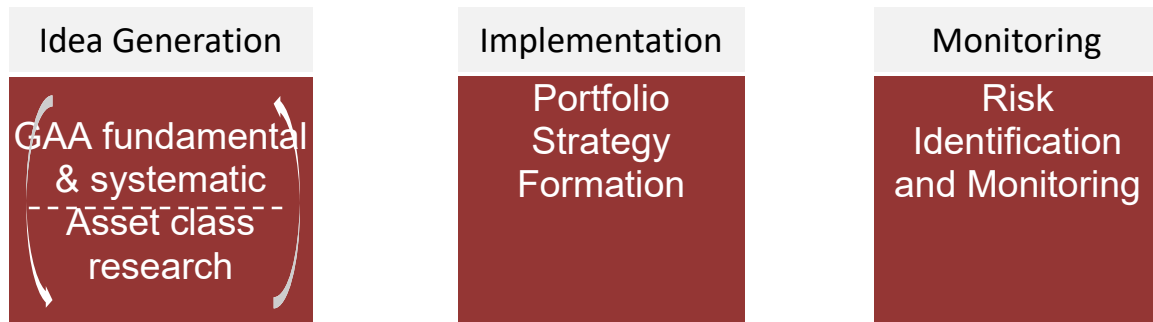 Idea Generation
GAA fundamental
& systematic
Asset class
research
Implementation
Portfolio
Strategy
Formation
Monitoring
Risk
Identification
and Monitoring